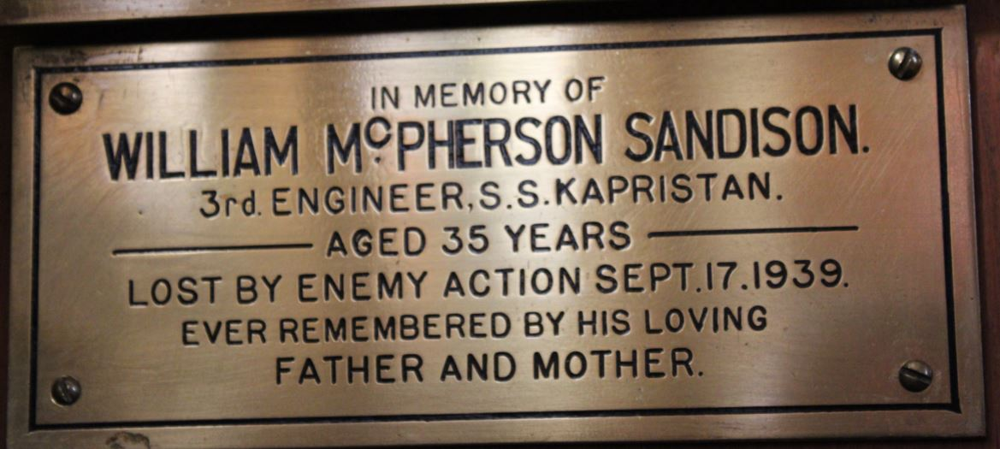 IN MEMORY OF
WILLIAM McPHERSON SANDISON.
3rd. ENGINEER, S.S. KAPRISTAN.
AGED 35 YEARS
LOST BY ENEMY ACTION SEPT. 17. 1939.
EVER REMEMBERED BY HIS LOVING
FATHER AND MOTHER.